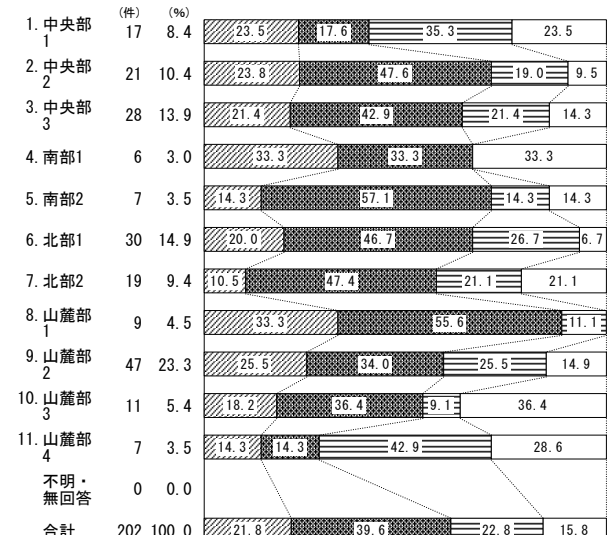 (件) (%)
1. 中央部1 17 8.4 23.5 17.6 35.3 23.5
2. 中央部2 21 10.4 23.8 47.6 19.0 9.5
3. 中央部3 28 13.9 21.4 42.9 21.4 14.3
4. 南部1 6 3.0 33.3 33.3 33.3
5. 南部2 7 3.5 14.3 57.1 14.3 14.3
6. 北部1 30 14.9 20.0 46.7 26.7 6.7
7. 北部2 19 9.4 10.5 47.4 21.1 21.1
8. 山麓部1 9 4.5 33.3 55.6 11.1
9. 山麓部2 47 23.3 25.5 34.0 25.5 14.9
10. 山麓部3 11 5.4 18.2 36.4 9.1 36.4
11. 山麓部4 7 3.5 14.3 14.3 42.9 28.6
不明・無回答 0 0.0
合計 202 100.0 21.8 39.6 22.8 15.8